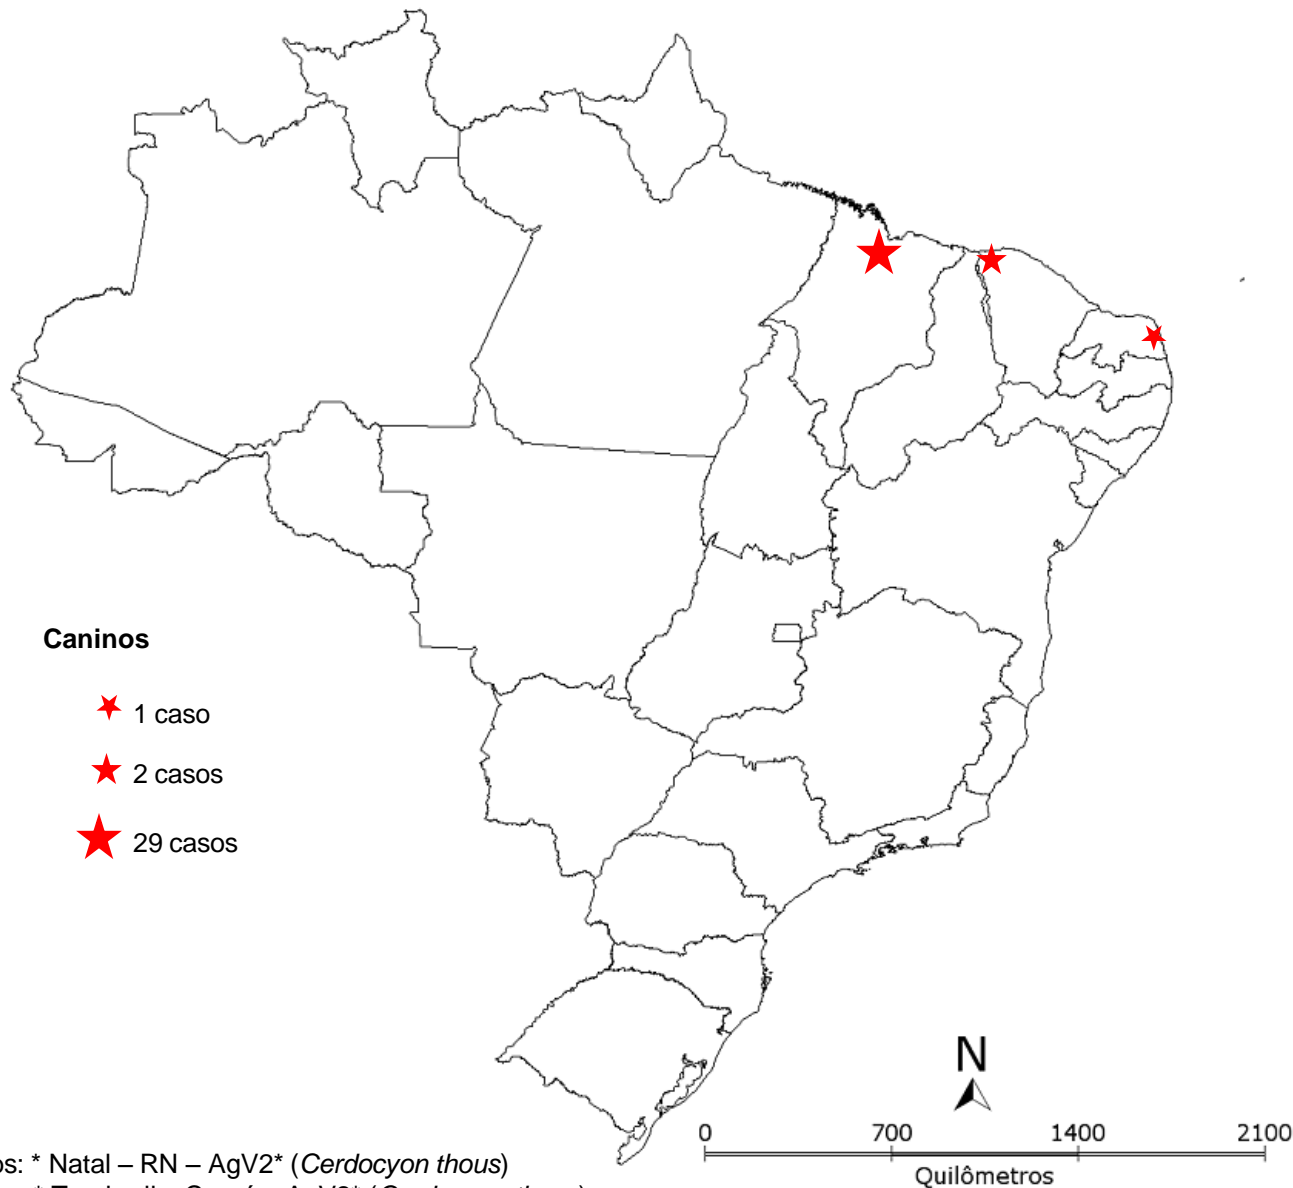 Caninos
1 caso
2 casos
29 casos
N
0 700 1400 2100
Quilômetros
os: * Natal – RN – AgV2* (Cerdocyon thous)